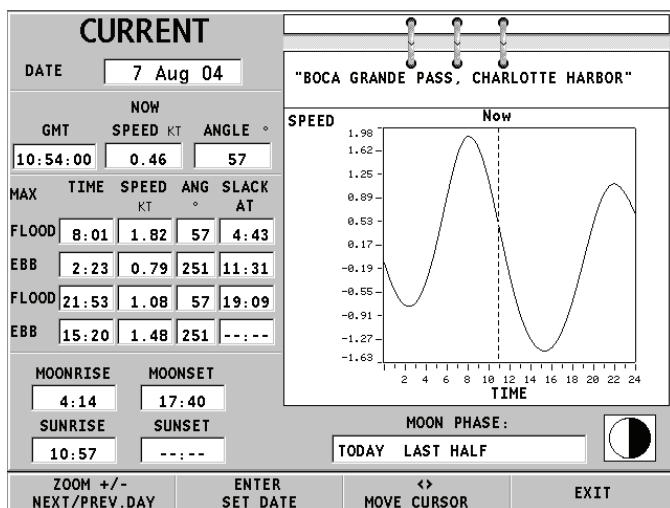 CURRENT
DATE 7 Aug 04
NOW
GMT SPEED KT ANGLE °
10:54:00 0.46 57
MAX TIME SPEED KT ANG ° SLACK AT
FLOOD 8:01 1.82 57 4:43
EBB 2:23 0.79 251 11:31
FLOOD 21:53 1.08 57 19:09
EBB 15:20 1.48 251 --:--
MOONRISE MOONSET
4:14 17:40
SUNRISE SUNSET
10:57 --:--
"BOCA GRANDE PASS, CHARLOTTE HARBOR"
SPEED Now
1.98
1.62
1.25
0.89
0.53
0.17
-0.19
-0.55
-0.91
-1.27
-1.63
2 4 6 8 10 12 14 16 18 20 22 24
TIME
MOON PHASE:
TODAY LAST HALF
ZOOM +/- ENTER <> EXIT
NEXT/PREV.DAY SET DATE MOVE CURSOR